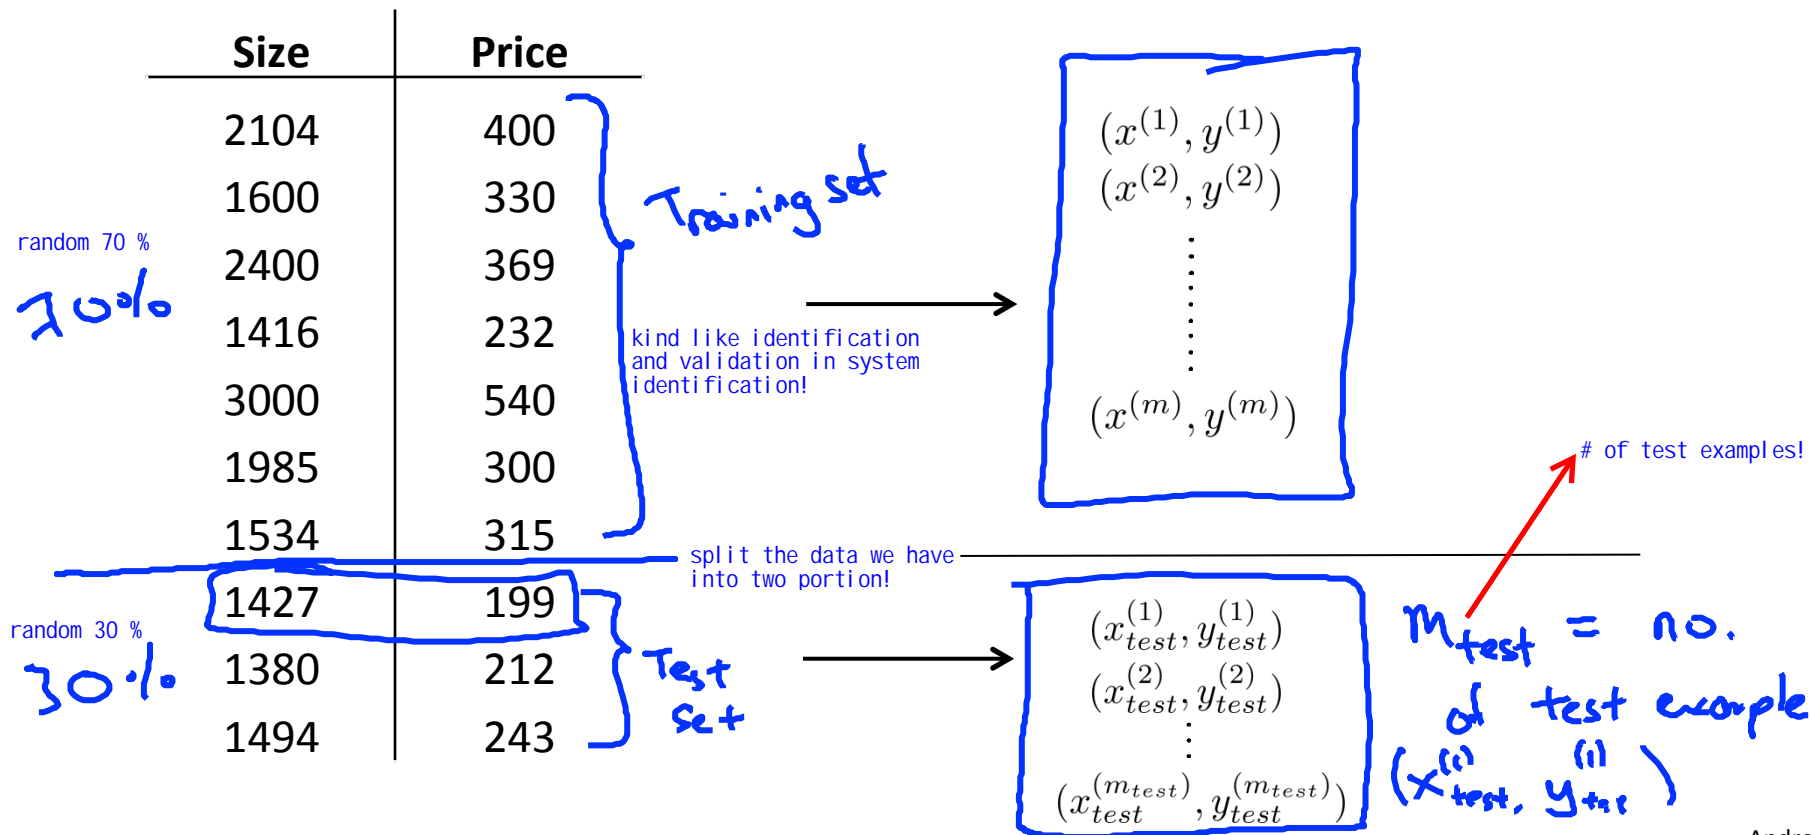 Size Price
2104 400
1600 330
2400 369
1416 232
3000 540
1985 300
1534 315
1427 199
1380 212
1494 243
random 70 %
70%
random 30 %
30%
Training set
kind like identification
and validation in system
identification!
split the data we have
into two portion!
Test
set
(x^{(1)}, y^{(1)})
(x^{(2)}, y^{(2)})
(x^{(m)}, y^{(m)})
# of test examples!
(x_{test}^{(1)}, y_{test}^{(1)})
(x_{test}^{(2)}, y_{test}^{(2)})
(x_{test}^{(m_{test})}, y_{test}^{(m_{test})})
m_{test} = no.
of test example
(x_{test}^{(1)}, y_{test}^{(1)})